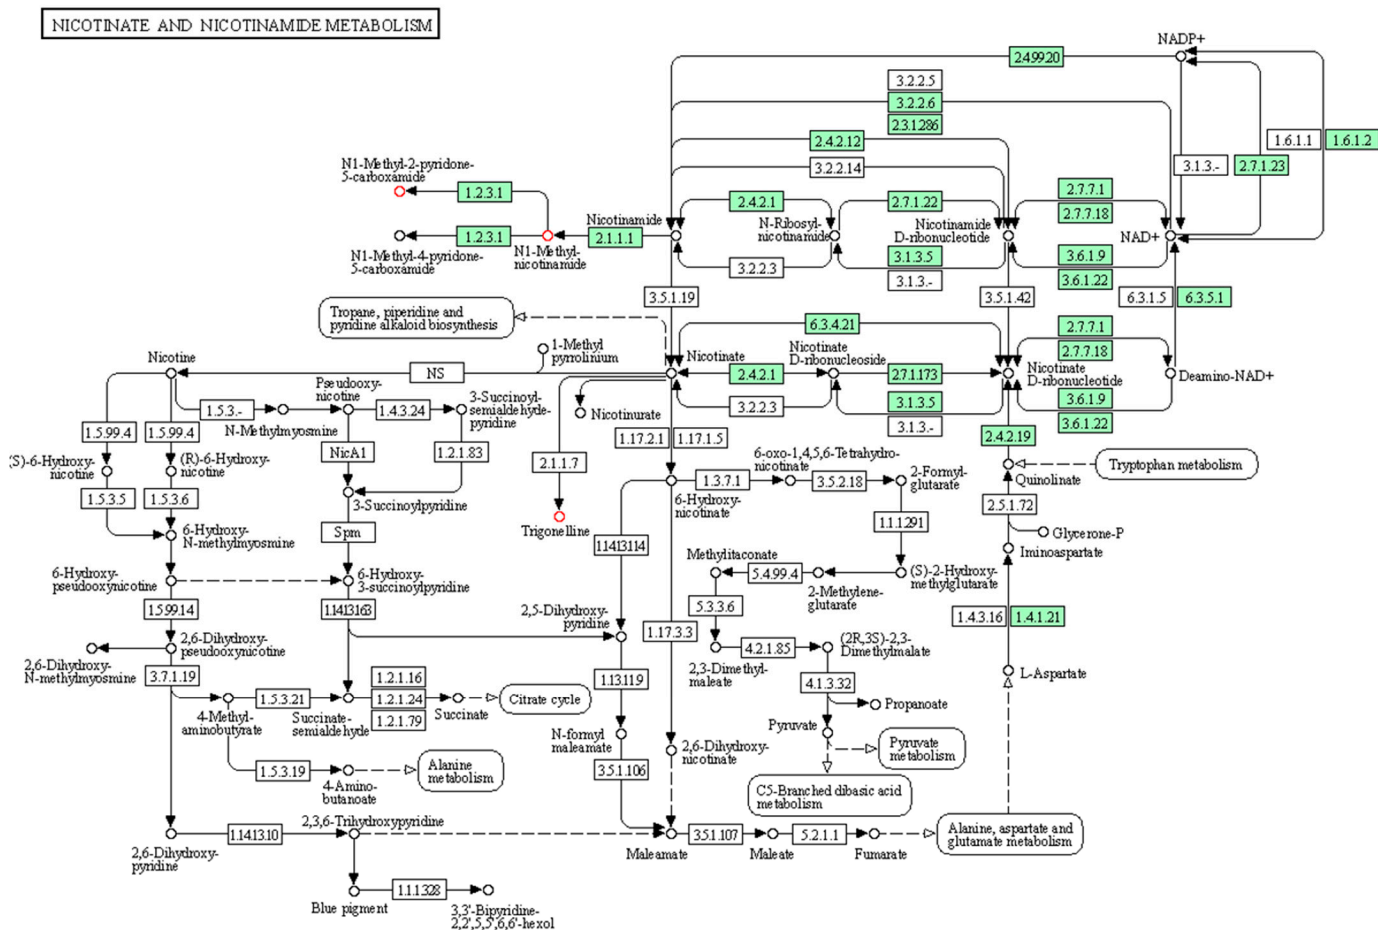 NICOTINATE AND NICOTINAMIDE METABOLISM
NADP+
2.4.99.20
3.2.2.5
3.2.2.6
2.3.1.286
2.4.2.12
3.2.2.14
1.6.1.1
1.6.1.2
3.1.3.-
2.7.1.23
N1-Methyl-2-pyridone-
5-carboxamide
1.2.3.1
2.4.2.1
2.7.1.22
2.7.7.1
2.7.7.18
Nicotinamide
N-Ribosyl-
nicotinamide
Nicotinamide
D-ribonucleotide
NAD+
1.2.3.1
2.1.1.1
N1-Methyl-4-pyridone-
5-carboxamide
N1-Methyl-
nicotinamide
3.2.2.3
3.1.3.5
3.1.3.-
3.6.1.9
3.6.1.22
3.5.1.19
3.5.1.42
6.3.1.5
6.3.5.1
Tropane, piperidine and
pyridine alkaloid biosynthesis
6.3.4.21
2.7.7.1
2.7.7.18
1-Methyl
pyrrolinium
Nicotine
NS
Nicotinate
Nicotinate
D-ribonucleoside
2.4.2.1
2.7.1.173
Nicotinate
D-ribonucleotide
Deamino-NAD+
Pseudooxy-
nicotine
3-Succinoyl-
semialdehyde-
pyridine
1.5.3.-
1.4.3.24
N-Methylmyosmine
Nicotinurate
3.2.2.3
3.1.3.5
3.1.3.-
3.6.1.9
3.6.1.22
1.5.99.4
1.5.99.4
NicA1
1.2.1.83
2.1.1.7
1.17.2.1
1.17.1.5
2.4.2.19
(S)-6-Hydroxy-
nicotine
(R)-6-Hydroxy-
nicotine
6-oxo-1,4,5,6-Tetrahydro-
nicotinate
2-Formyl-
glutarate
Tryptophan metabolism
Quinolinate
1.3.7.1
3.5.2.18
1.5.3.5
1.5.3.6
3-Succinoylpyridine
6-Hydroxy-
nicotinate
2.5.1.72
1.1.1.291
Trigonelline
6-Hydroxy-
N-methylmyosmine
Spm
1.14.13.114
Glycerone-P
Iminoaspartate
Methylitaconate
5.4.99.4
(S)-2-Hydroxy-
methylglutarate
2-Methylene-
glutarate
6-Hydroxy-
pseudooxynicotine
6-Hydroxy-
3-succinoylpyridine
1.5.99.14
1.14.13.163
2,5-Dihydroxy-
pyridine
5.3.3.6
1.17.3.3
1.4.3.16
1.4.1.21
2,6-Dihydroxy-
pseudooxynicotine
4.2.1.85
(2R,3S)-2,3-
Dimethylmalate
2,6-Dihydroxy-
N-methylmyosmine
3.7.1.19
2,3-Dimethyl-
maleate
1.13.11.9
4.1.3.32
L-Aspartate
1.2.1.16
1.2.1.24
1.2.1.79
1.5.3.21
4-Methyl-
aminobutyrate
Succinate-
semialdehyde
Succinate
Citrate cycle
Propanoate
Pyruvate
N-formyl
maleamate
2,6-Dihydroxy-
nicotinate
Pyruvate
metabolism
1.5.3.19
4-Amino-
butanoate
Alanine
metabolism
3.5.1.106
C5-Branched dibasic acid
metabolism
2,3,6-Trihydroxypyridine
1.14.13.10
2,6-Dihydroxy-
pyridine
3.5.1.107
5.2.1.1
Maleamate
Maleate
Fumarate
Alanine, aspartate and
glutamate metabolism
1.1.1.328
Blue pigment
3,3'-Bipyridine-
2,2',5,5',6,6'-hexol